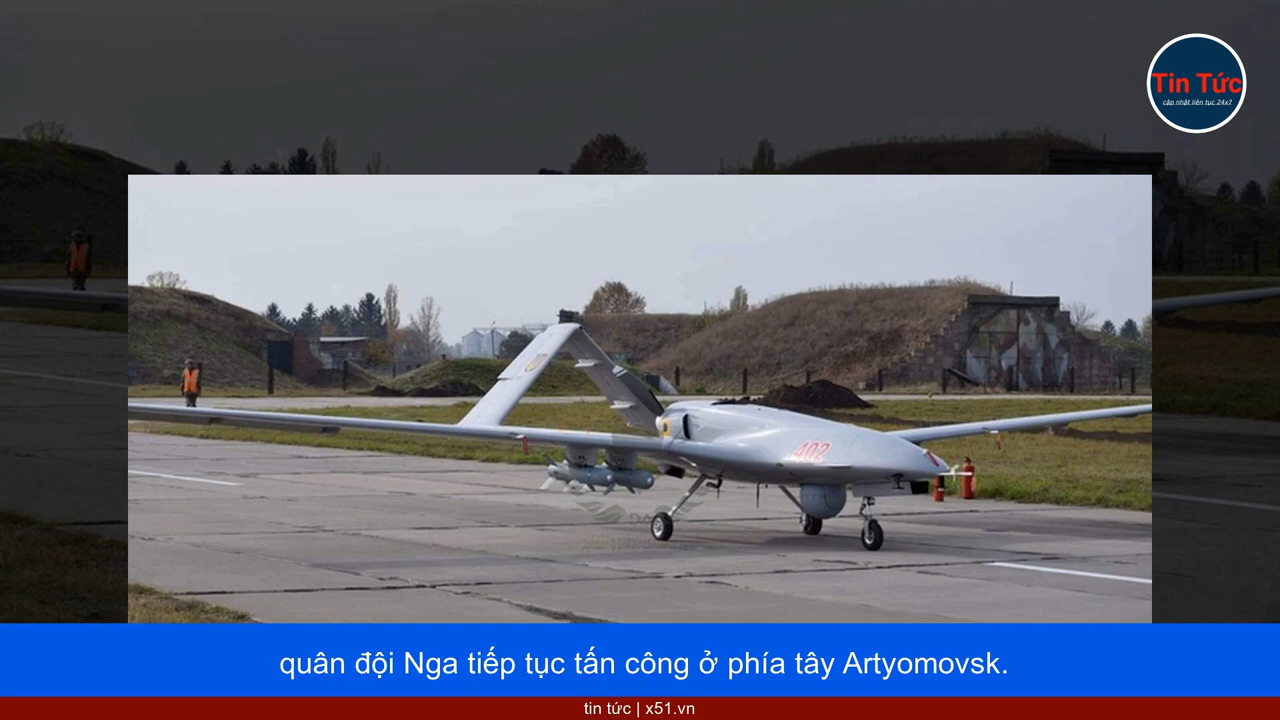 Tin Tức
cập nhật liên tục 24x7
402
quân đội Nga tiếp tục tấn công ở phía tây Artyomovsk.
tin tức | x51.vn